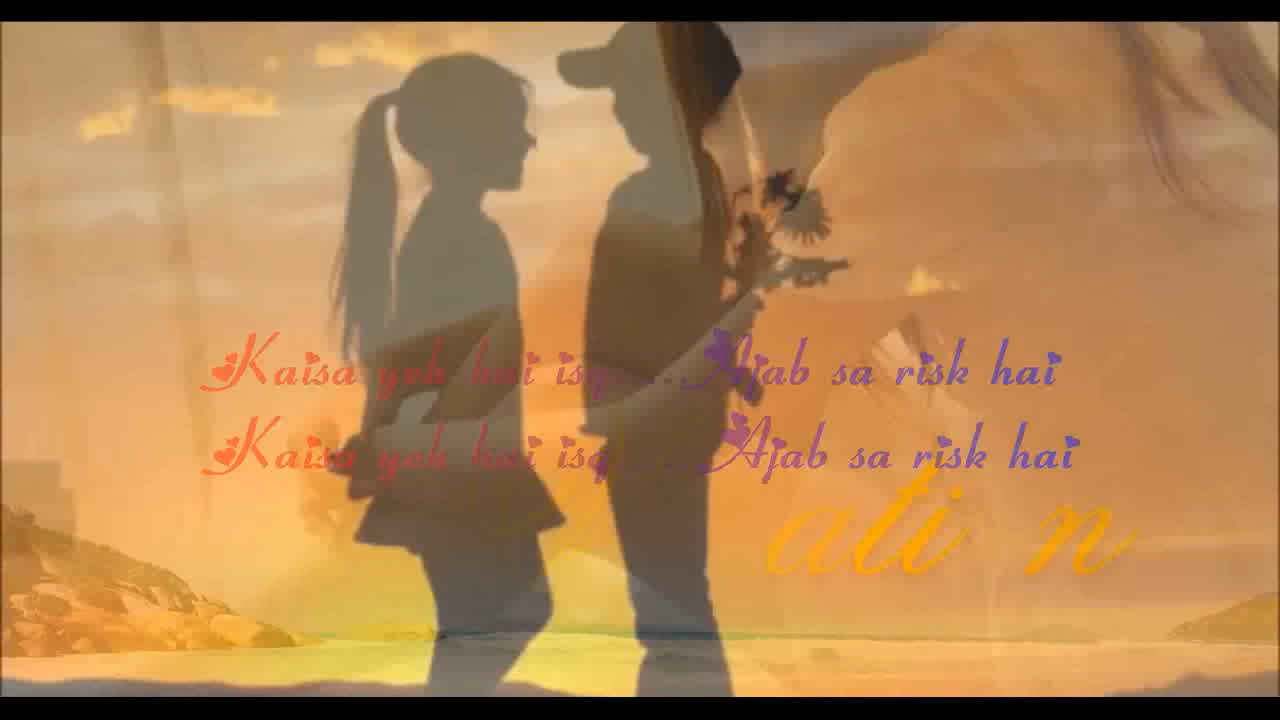 Kaisa yeh hai isq.....Ajab sa risk hai
Kaisa yeh hai isq.....Ajab sa risk hai
ati n